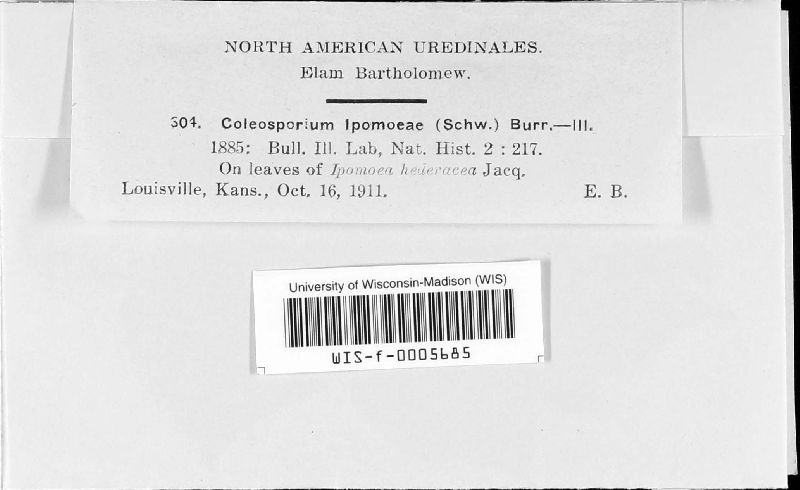 NORTH AMERICAN UREDINALES.
Elam Bartholomew.
304. Coleosporium Ipomoeae (Schw.) Burr.—III.
1885: Bull. Ill. Lab, Nat. Hist. 2 : 217.
On leaves of Ipomoea hederacea Jacq.
Louisville, Kans., Oct. 16, 1911. E. B.
University of Wisconsin-Madison (WIS)
WIS-f-0005685